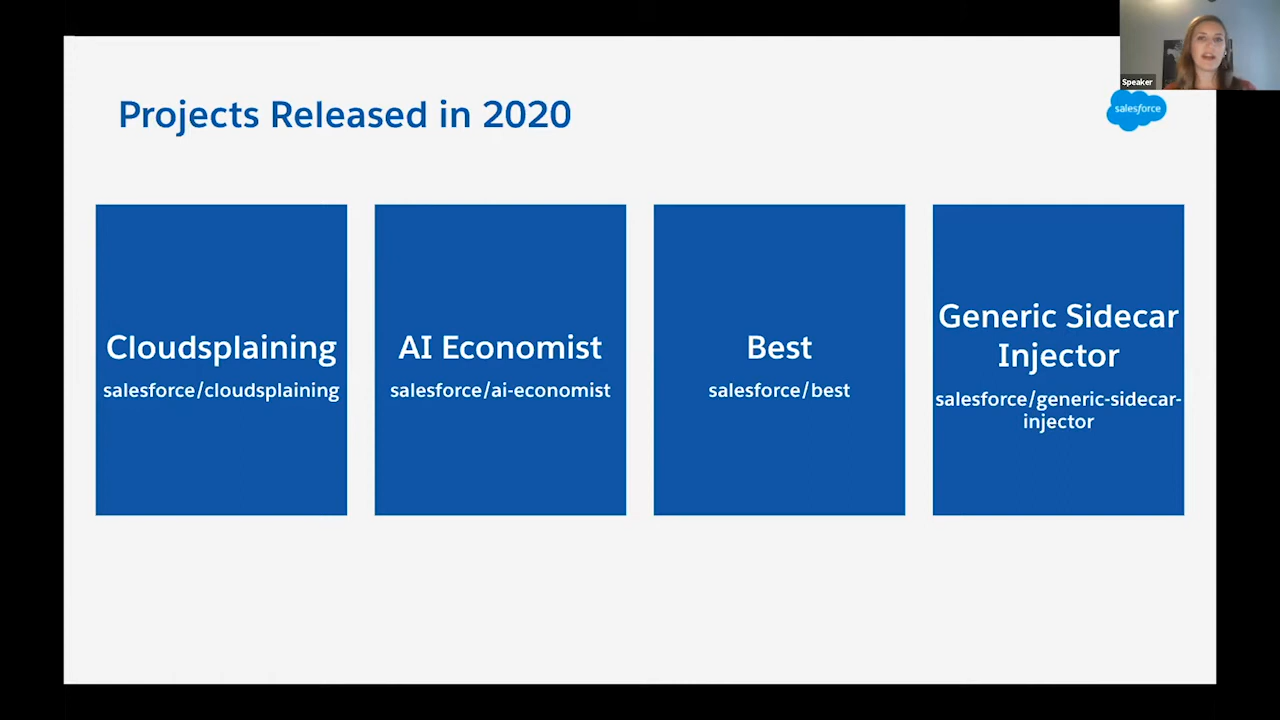 Speaker
salesforce
Projects Released in 2020
Cloudsplaining
salesforce/cloudsplaining
AI Economist
salesforce/ai-economist
Best
salesforce/best
Generic Sidecar
Injector
salesforce/generic-sidecar-
injector